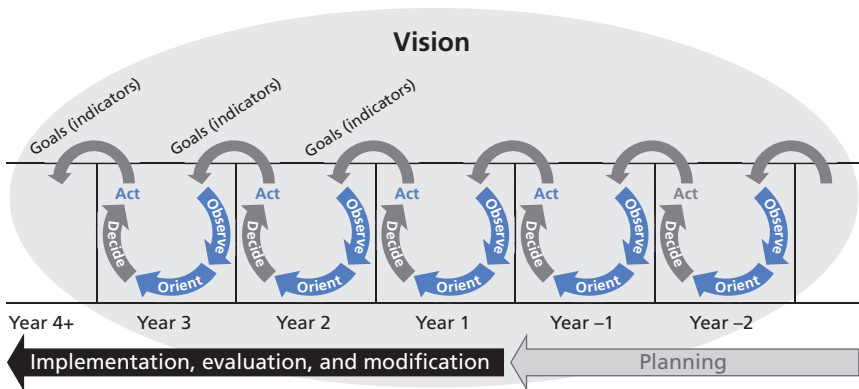 Vision
Goals (indicators)
Goals (indicators)
Goals (indicators)
Act
Observe
Orient
Decide
Act
Observe
Orient
Decide
Act
Observe
Orient
Decide
Act
Observe
Orient
Decide
Act
Observe
Orient
Decide
Year 4+
Year 3
Year 2
Year 1
Year –1
Year –2
Implementation, evaluation, and modification
Planning